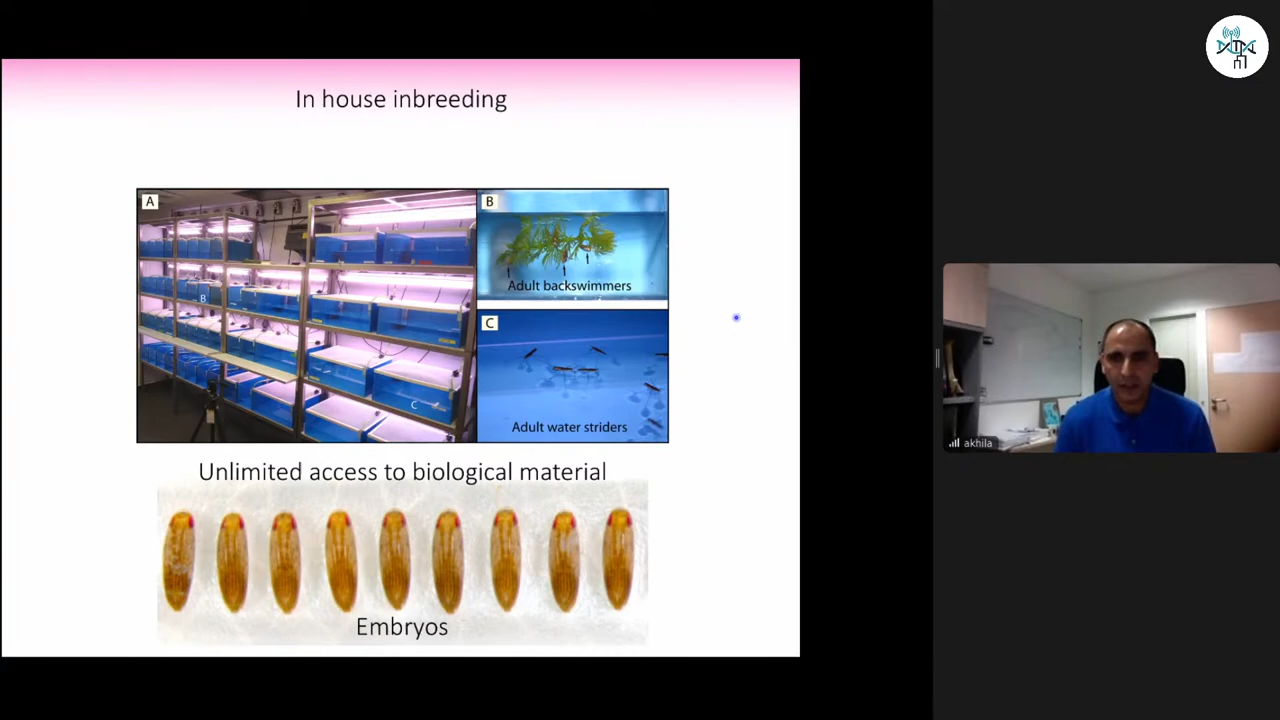 In house inbreeding
A
B
C
B
Adult backswimmers
C
Adult water striders
Unlimited access to biological material
Embryos
akhila